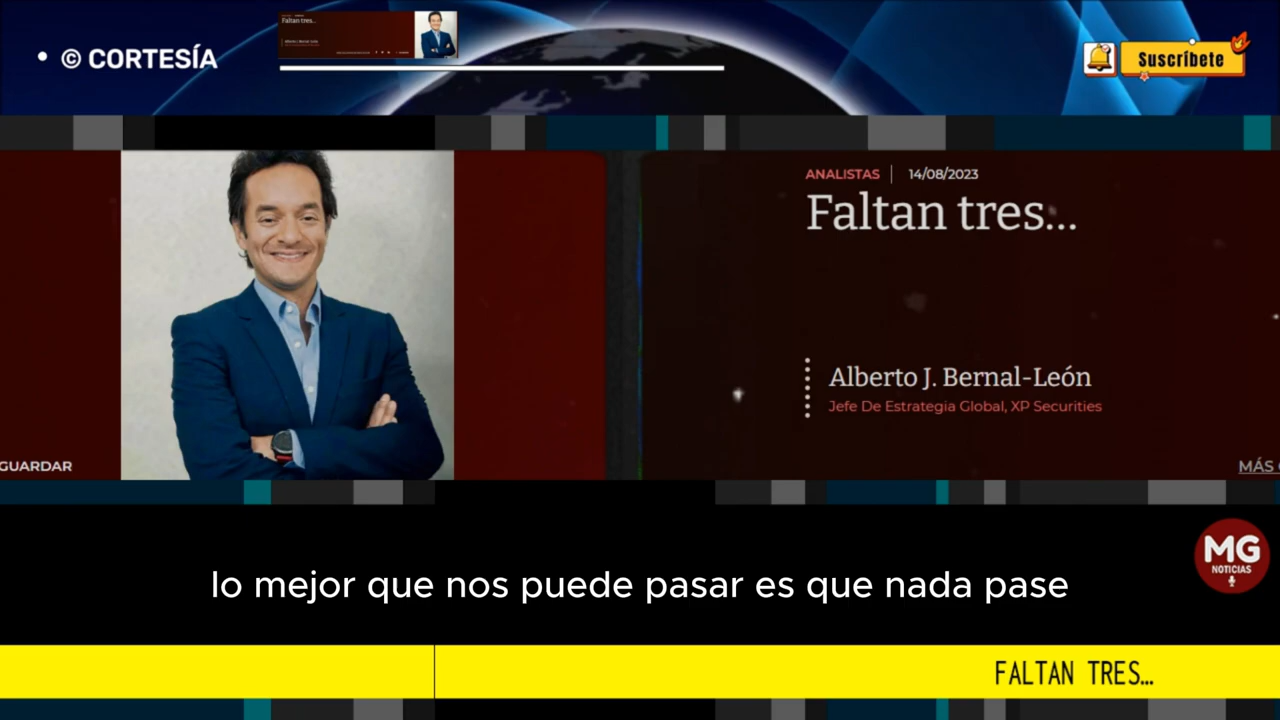 • © CORTESÍA
Faltan tres...
Suscríbete
ANALISTAS | 14/08/2023
Faltan tres...
Alberto J. Bernal-León
Jefe De Estrategia Global, XP Securities
GUARDAR
MÁS
MG
NOTICIAS
lo mejor que nos puede pasar es que nada pase
FALTAN TRES...